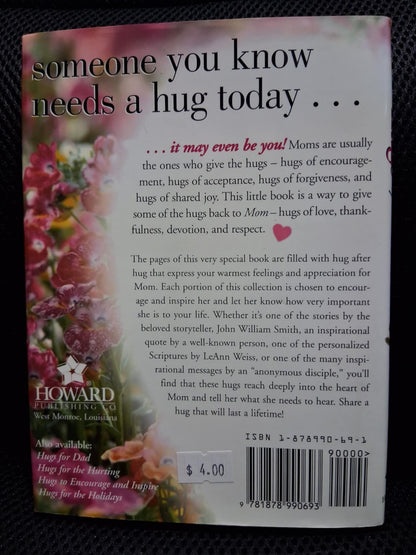 someone you know
needs a hug today . . .
. . . it may even be you! Moms are usually
the ones who give the hugs – hugs of encourage-
ment, hugs of acceptance, hugs of forgiveness, and
hugs of shared joy. This little book is a way to give
some of the hugs back to Mom – hugs of love, thank-
fulness, devotion, and respect.
The pages of this very special book are filled with hug after
hug that express your warmest feelings and appreciation for
Mom. Each portion of this collection is chosen to encour-
age and inspire her and let her know how very important
she is to your life. Whether it's one of the stories by the
beloved storyteller, John William Smith, an inspirational
quote by a well-known person, one of the personalized
Scriptures by LeAnn Weiss, or one of the many inspi-
rational messages by an "anonymous disciple," you'll
find that these hugs reach deeply into the heart of
Mom and tell her what she needs to hear. Share a
hug that will last a lifetime!
HOWARD
PUBLISHING CO
West Monroe, Louisiana
Also available:
Hugs for Dad
Hugs for the Hurting
Hugs to Encourage and Inspire
Hugs for the Holidays
$ 4.00
ISBN 1-878990-69-1
90000>
9 781878 990693